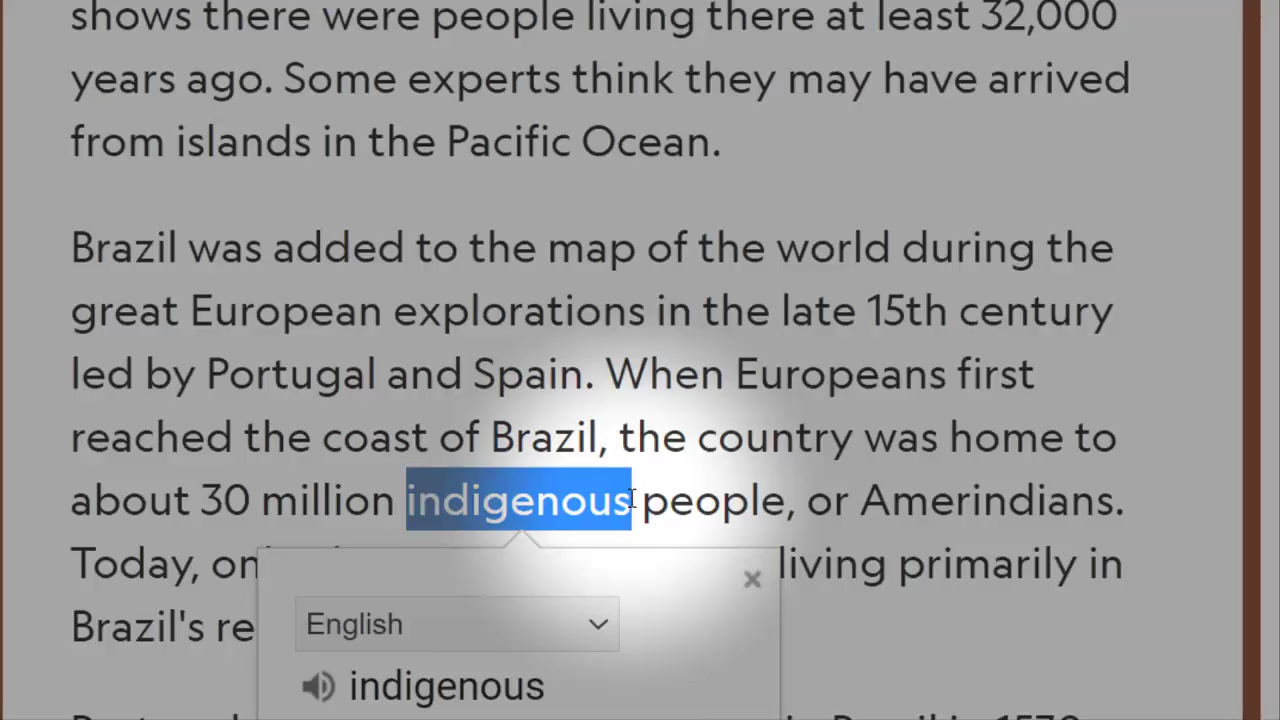 shows there were people living there at least 32,000
years ago. Some experts think they may have arrived
from islands in the Pacific Ocean.
Brazil was added to the map of the world during the
great European explorations in the late 15th century
led by Portugal and Spain. When Europeans first
reached the coast of Brazil, the country was home to
about 30 million indigenous people, or Amerindians.
Today, living primarily in
Brazil's
English
indigenous